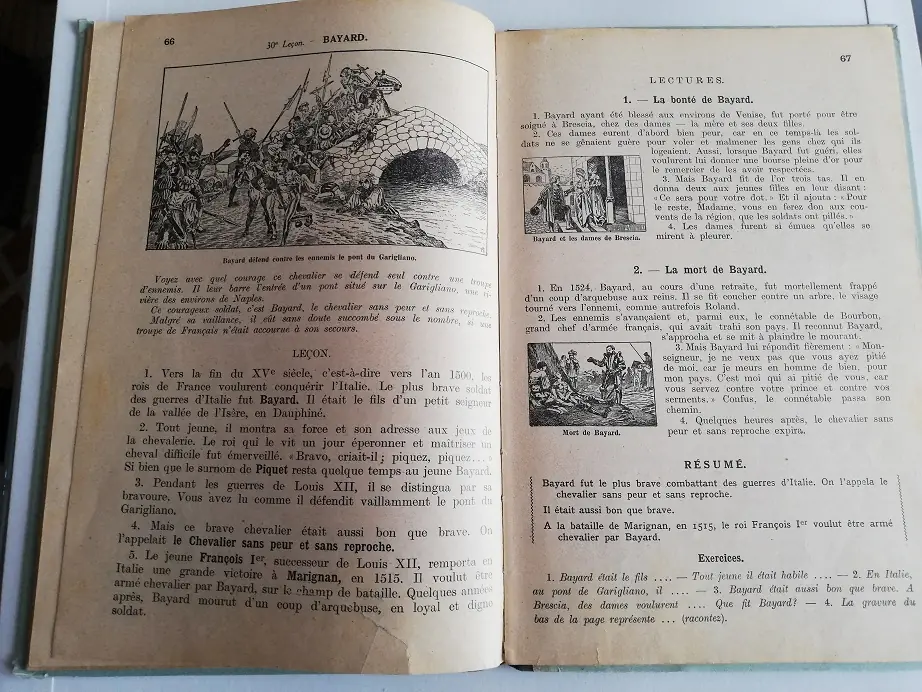 66
30e Leçon. — BAYARD.
Bayard défend contre les ennemis le pont du Garigliano.
Voyez avec quel courage ce chevalier se défend seul contre une troupe
d'ennemis. Il leur barre l'entrée d'un pont situé sur le Garigliano, une ri-
vière des environs de Naples.
Ce courageux soldat, c'est Bayard, le chevalier sans peur et sans reproche.
Malgré sa vaillance, il eût sans doute succombé sous le nombre, si une
troupe de Français n'était accourue à son secours.
LEÇON.
1. Vers la fin du XVe siècle, c'est-à-dire vers l'an 1500, les
rois de France voulurent conquérir l'Italie. Le plus brave soldat
des guerres d'Italie fut Bayard. Il était le fils d'un petit seigneur
de la vallée de l'Isère, en Dauphiné.
2. Tout jeune, il montra sa force et son adresse aux jeux de
la chevalerie. Le roi qui le vit un jour éperonner et maîtriser un
cheval difficile fut émerveillé. «Bravo, criait-il; piquez, piquez...»
Si bien que le surnom de Piquet resta quelque temps au jeune Bayard.
3. Pendant les guerres de Louis XII, il se distingua par sa
bravoure. Vous avez lu comme il défendit vaillamment le pont du
Garigliano.
4. Mais ce brave chevalier était aussi bon que brave. On
l'appelait le Chevalier sans peur et sans reproche.
5. Le jeune François Ier, successeur de Louis XII, remporta en
Italie une grande victoire à Marignan, en 1515. Il voulut être
armé chevalier par Bayard, sur le champ de bataille. Quelques années
après, Bayard mourut d'un coup d'arquebuse, en loyal et digne
soldat.
67
LECTURES.
1. — La bonté de Bayard.
1. Bayard ayant été blessé aux environs de Venise, fut porté pour être
soigné à Brescia, chez des dames — la mère et ses deux filles.
2. Ces dames eurent d'abord bien peur, car en ce temps-là les sol-
dats ne se gênaient guère pour voler et malmener les gens chez qui ils
logeaient. Aussi, lorsque Bayard fut guéri, elles
voulurent lui donner une bourse pleine d'or pour
le remercier de les avoir respectées.
3. Mais Bayard fit de l'or trois tas. Il en
donna deux aux jeunes filles en leur disant :
«Ce sera pour votre dot.» Et il ajouta : «Pour
le reste, Madame, vous en ferez don aux cou-
vents de la région, que les soldats ont pillés.»
4. Les dames furent si émues qu'elles se
mirent à pleurer.
Bayard et les dames de Brescia.
2. — La mort de Bayard.
1. En 1524, Bayard, au cours d'une retraite, fut mortellement frappé
d'un coup d'arquebuse aux reins. Il se fit coucher contre un arbre, le visage
tourné vers l'ennemi, comme autrefois Roland.
2. Les ennemis s'avançaient et, parmi eux, le connétable de Bourbon,
grand chef d'armée français, qui avait trahi son pays. Il reconnut Bayard,
s'approcha et se mit à plaindre le mourant.
3. Mais Bayard lui répondit fièrement : «Mon-
seigneur, je ne veux pas que vous ayez pitié
de moi, car je meurs en homme de bien, pour
mon pays. C'est moi qui ai pitié de vous, car
vous servez contre votre prince et contre vos
serments.» Confus, le connétable passa son
chemin.
4. Quelques heures après, le chevalier sans
peur et sans reproche expira.
Mort de Bayard.
RÉSUMÉ.
Bayard fut le plus brave combattant des guerres d'Italie. On l'appela le
chevalier sans peur et sans reproche.
Il était aussi bon que brave.
A la bataille de Marignan, en 1515, le roi François Ier voulut être armé
chevalier par Bayard.
Exercices.
1. Bayard était le fils .... — Tout jeune il était habile .... — 2. En Italie,
au pont de Garigliano, il .... — 3. Bayard était aussi bon que brave. A
Brescia, des dames voulurent .... Que fit Bayard? — 4. La gravure du
bas de la page représente ... (racontez).